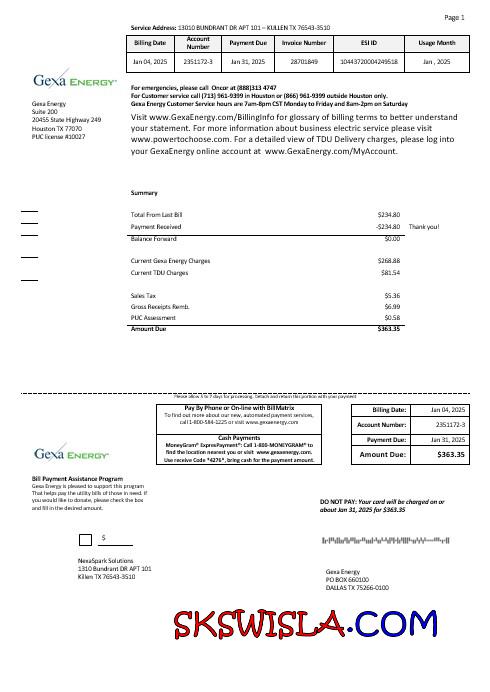 Page 1
Service Address: 13010 BUNDRANT DR APT 101 – KULLEN TX 76543-3510
Billing Date Account Number Payment Due Invoice Number ESI ID Usage Month
Jan 04, 2025 2351172-3 Jan 31, 2025 28701849 10443720004249518 Jan , 2025
Gexa ENERGY
For emergencies, please call Oncor at (888)313 4747
For Customer service call (713) 961-9399 in Houston or (866) 961-9399 outside Houston only.
Gexa Energy Customer Service hours are 7am-8pm CST Monday to Friday and 8am-2pm on Saturday
Gexa Energy
Suite 200
20455 State Highway 249
Houston TX 77070
PUC license #10027
Visit www.GexaEnergy.com/BillingInfo for glossary of billing terms to better understand
your statement. For more information about business electric service please visit
www.powertochoose.com. For a detailed view of TDU Delivery charges, please log into
your GexaEnergy online account at www.GexaEnergy.com/MyAccount.
Summary
Total From Last Bill $234.80
Payment Received -$234.80 Thank you!
Balance Forward $0.00
Current Gexa Energy Charges $268.88
Current TDU Charges $81.54
Sales Tax $5.36
Gross Receipts Remb. $6.99
PUC Assessment $0.58
Amount Due $363.35
Please allow 5 to 7 days for processing. Detach and return this portion with your payment
Pay By Phone or On-line with BillMatrix
To find out more about our new, automated payment services,
call 1-800-584-1225 or visit www.gexaenergy.com
Cash Payments
MoneyGram® ExpresPayment®: Call 1-800-MONEYGRAM® to
find the location nearest you or visit www.gexaenergy.com.
Use receive Code *4276*, bring cash for the payment amount.
Billing Date: Jan 04, 2025
Account Number: 2351172-3
Payment Due: Jan 31, 2025
Amount Due: $363.35
Gexa ENERGY
Bill Payment Assistance Program
Gexa Energy is pleased to support this program
That helps pay the utility bills of those in need. If
you would like to donate, please check the box
and fill in the desired amount.
$
DO NOT PAY: Your card will be charged on or
about Jan 31, 2025 for $363.35
NexaSpark Solutions
1310 Bundrant DR APT 101
Killen TX 76543-3510
Gexa Energy
PO BOX 660100
DALLAS TX 75266-0100
SKSWISLA.COM